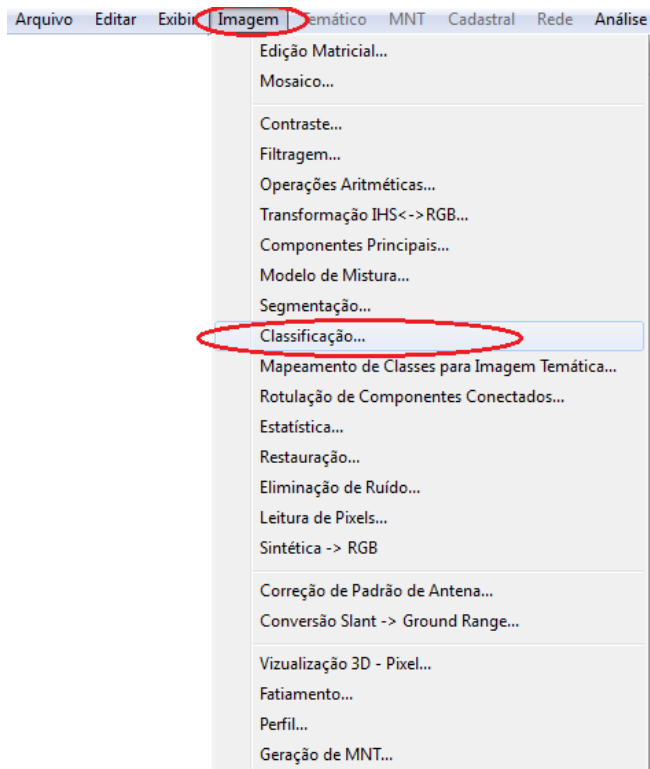 Arquivo Editar Exibir Imagem Temático MNT Cadastral Rede Análise
Edição Matricial...
Mosaico...
Contraste...
Filtragem...
Operações Aritméticas...
Transformação IHS<->RGB...
Componentes Principais...
Modelo de Mistura...
Segmentação...
Classificação...
Mapeamento de Classes para Imagem Temática...
Rotulação de Componentes Conectados...
Estatística...
Restauração...
Eliminação de Ruído...
Leitura de Pixels...
Sintética -> RGB
Correção de Padrão de Antena...
Conversão Slant -> Ground Range...
Vizualização 3D - Pixel...
Fatiamento...
Perfil...
Geração de MNT...